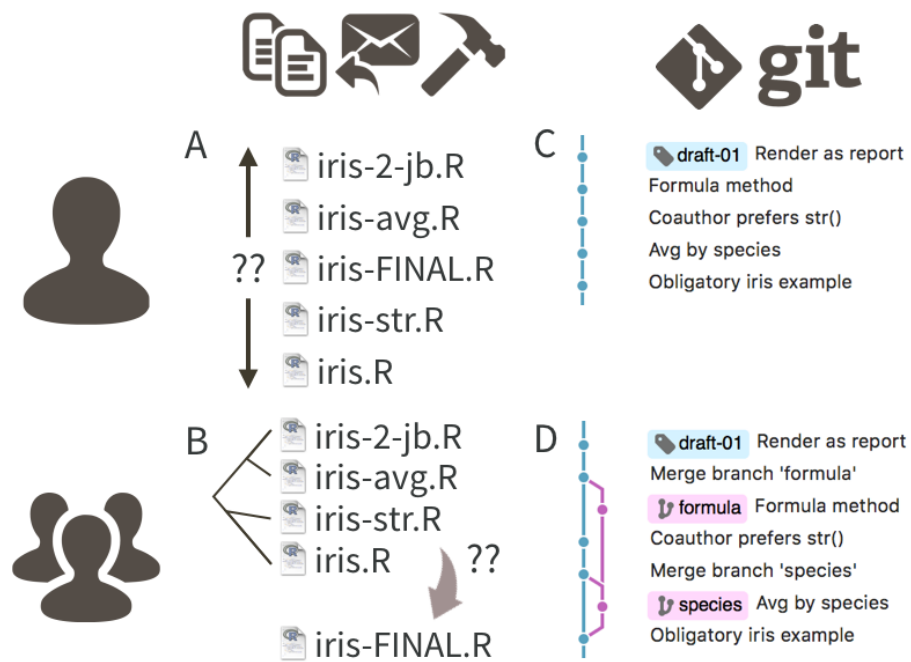 git
A
??
iris-2-jb.R
iris-avg.R
iris-FINAL.R
iris-str.R
iris.R
C
draft-01 Render as report
Formula method
Coauthor prefers str()
Avg by species
Obligatory iris example
B
iris-2-jb.R
iris-avg.R
iris-str.R
iris.R
??
iris-FINAL.R
D
draft-01 Render as report
Merge branch 'formula'
formula Formula method
Coauthor prefers str()
Merge branch 'species'
species Avg by species
Obligatory iris example